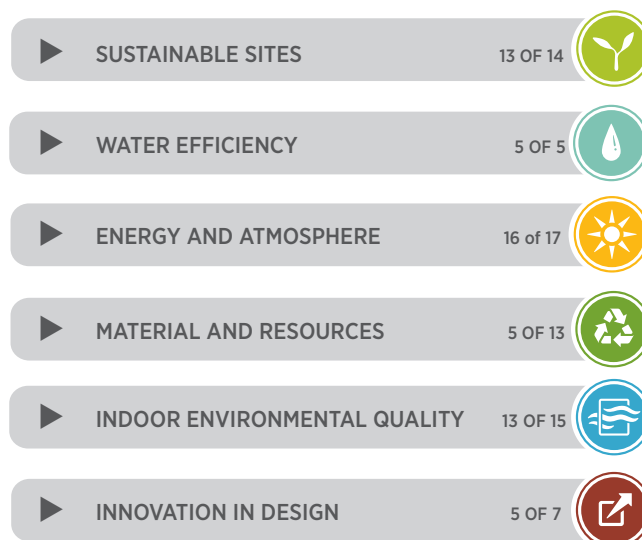 SUSTAINABLE SITES 13 OF 14
WATER EFFICIENCY 5 OF 5
ENERGY AND ATMOSPHERE 16 of 17
MATERIAL AND RESOURCES 5 OF 13
INDOOR ENVIRONMENTAL QUALITY 13 OF 15
INNOVATION IN DESIGN 5 OF 7